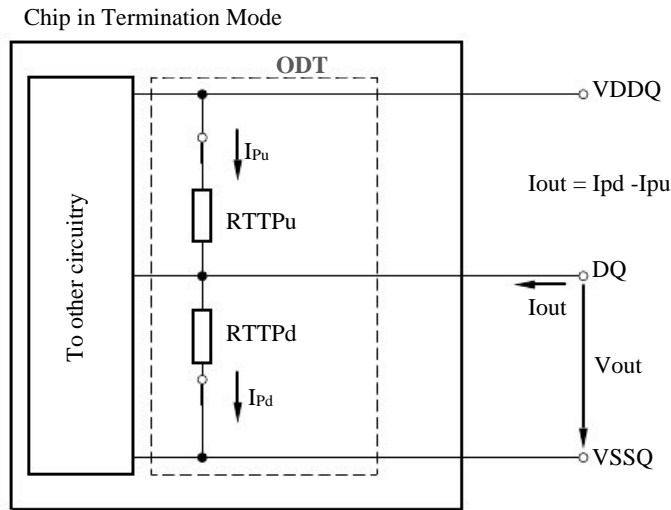 Chip in Termination Mode
ODT
VDDQ
IPu
Iout = Ipd -Ipu
RTTPu
To other circuitry
DQ
Iout
RTTPd
Vout
IPd
VSSQ